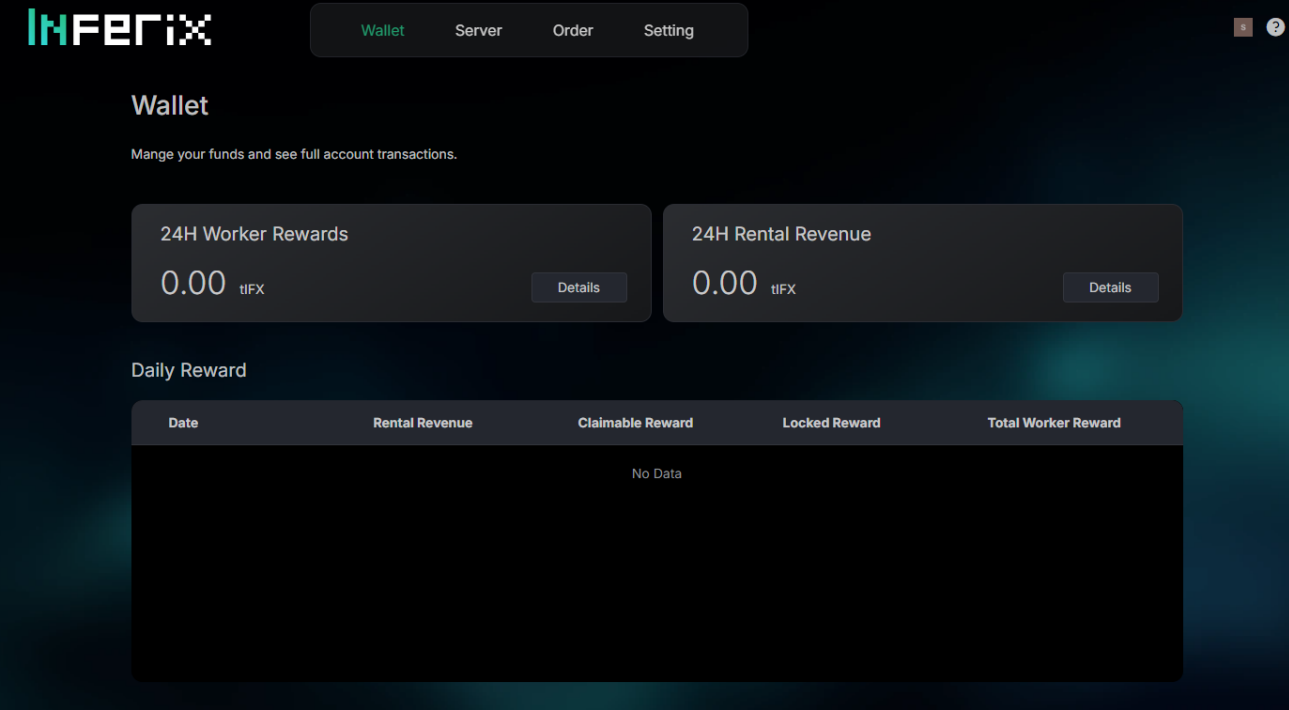 INFERIX
Wallet Server Order Setting
s ?
Wallet
Mange your funds and see full account transactions.
24H Worker Rewards
0.00 tIFX
Details
24H Rental Revenue
0.00 tIFX
Details
Daily Reward
Date Rental Revenue Claimable Reward Locked Reward Total Worker Reward
No Data